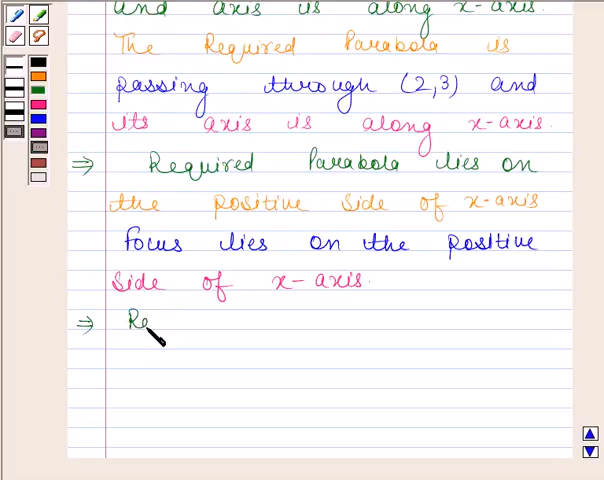 and axis is along x-axis.
The Required Parabola is
passing through (2,3) and
its axis is along x-axis.
⇒ Required Parabola lies on
the positive side of x-axis
focus lies on the positive
side of x-axis.
⇒ Re